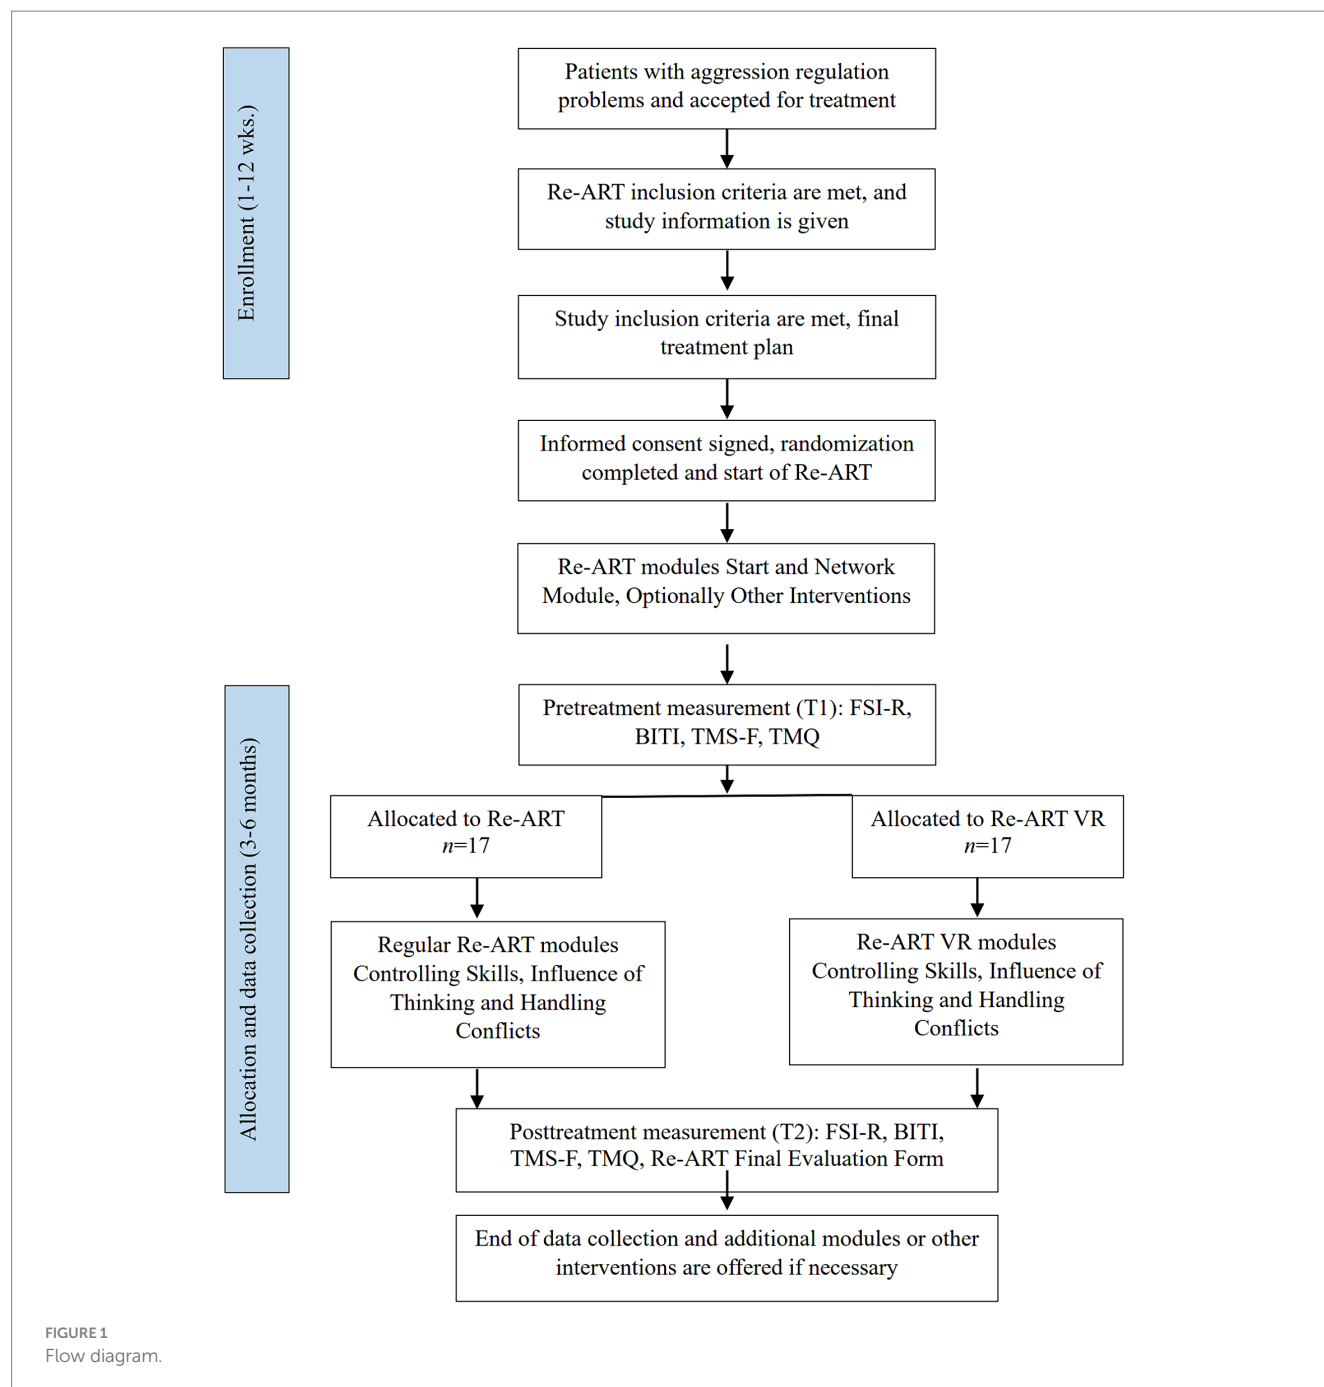 Enrollment (1-12 wks.)
Patients with aggression regulation
problems and accepted for treatment
Re-ART inclusion criteria are met, and
study information is given
Study inclusion criteria are met, final
treatment plan
Informed consent signed, randomization
completed and start of Re-ART
Re-ART modules Start and Network
Module, Optionally Other Interventions
Allocation and data collection (3-6 months)
Pretreatment measurement (T1): FSI-R,
BITI, TMS-F, TMQ
Allocated to Re-ART
n=17
Allocated to Re-ART VR
n=17
Regular Re-ART modules
Controlling Skills, Influence of
Thinking and Handling
Conflicts
Re-ART VR modules
Controlling Skills, Influence of
Thinking and Handling
Conflicts
Posttreatment measurement (T2): FSI-R, BITI,
TMS-F, TMQ, Re-ART Final Evaluation Form
End of data collection and additional modules or other
interventions are offered if necessary
FIGURE 1
Flow diagram.